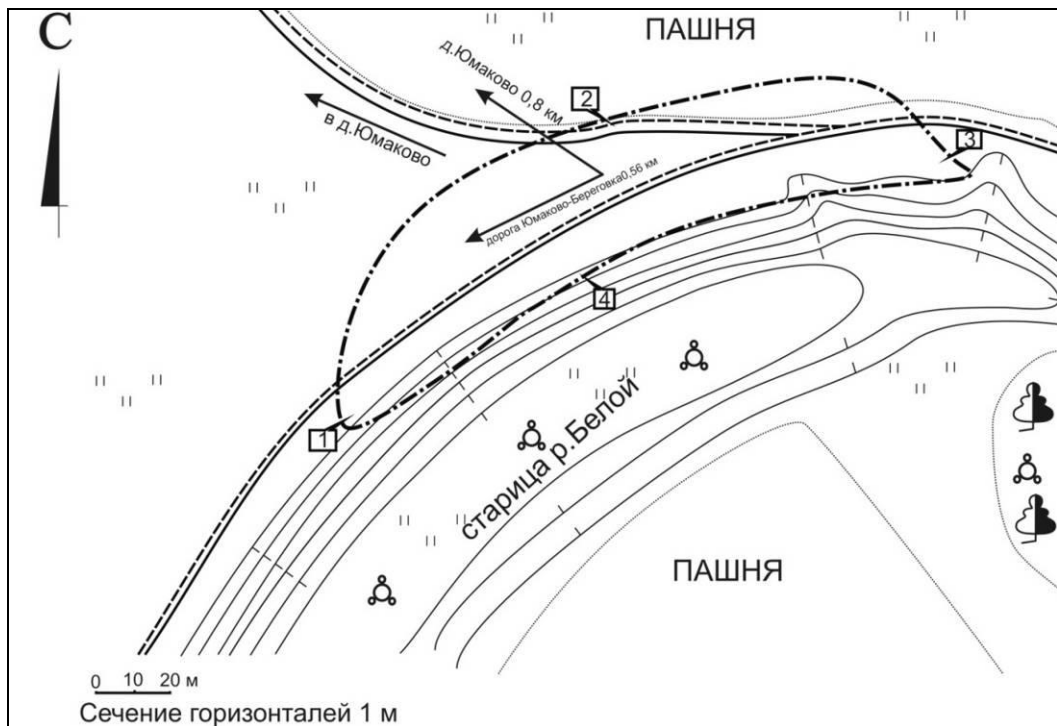 С
ПАШНЯ
д.Юмаково 0,8 км
2
в д.Юмаково
3
дорога Юмаково-Береговка0,56 км
4
1
старица р.Белой
ПАШНЯ
0 10 20 м
Сечение горизонталей 1 м